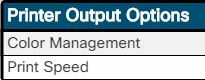 Printer Output Options
Color Management
Print Speed